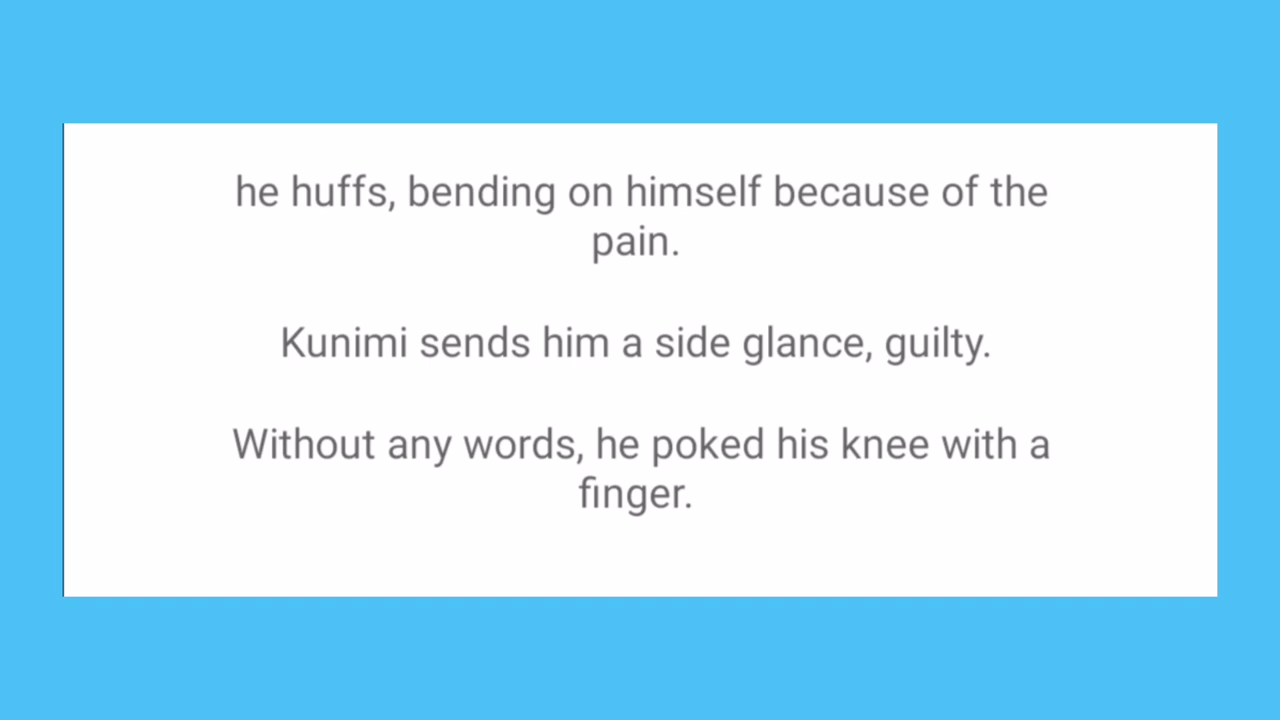 he huffs, bending on himself because of the
pain.
Kunimi sends him a side glance, guilty.
Without any words, he poked his knee with a
finger.